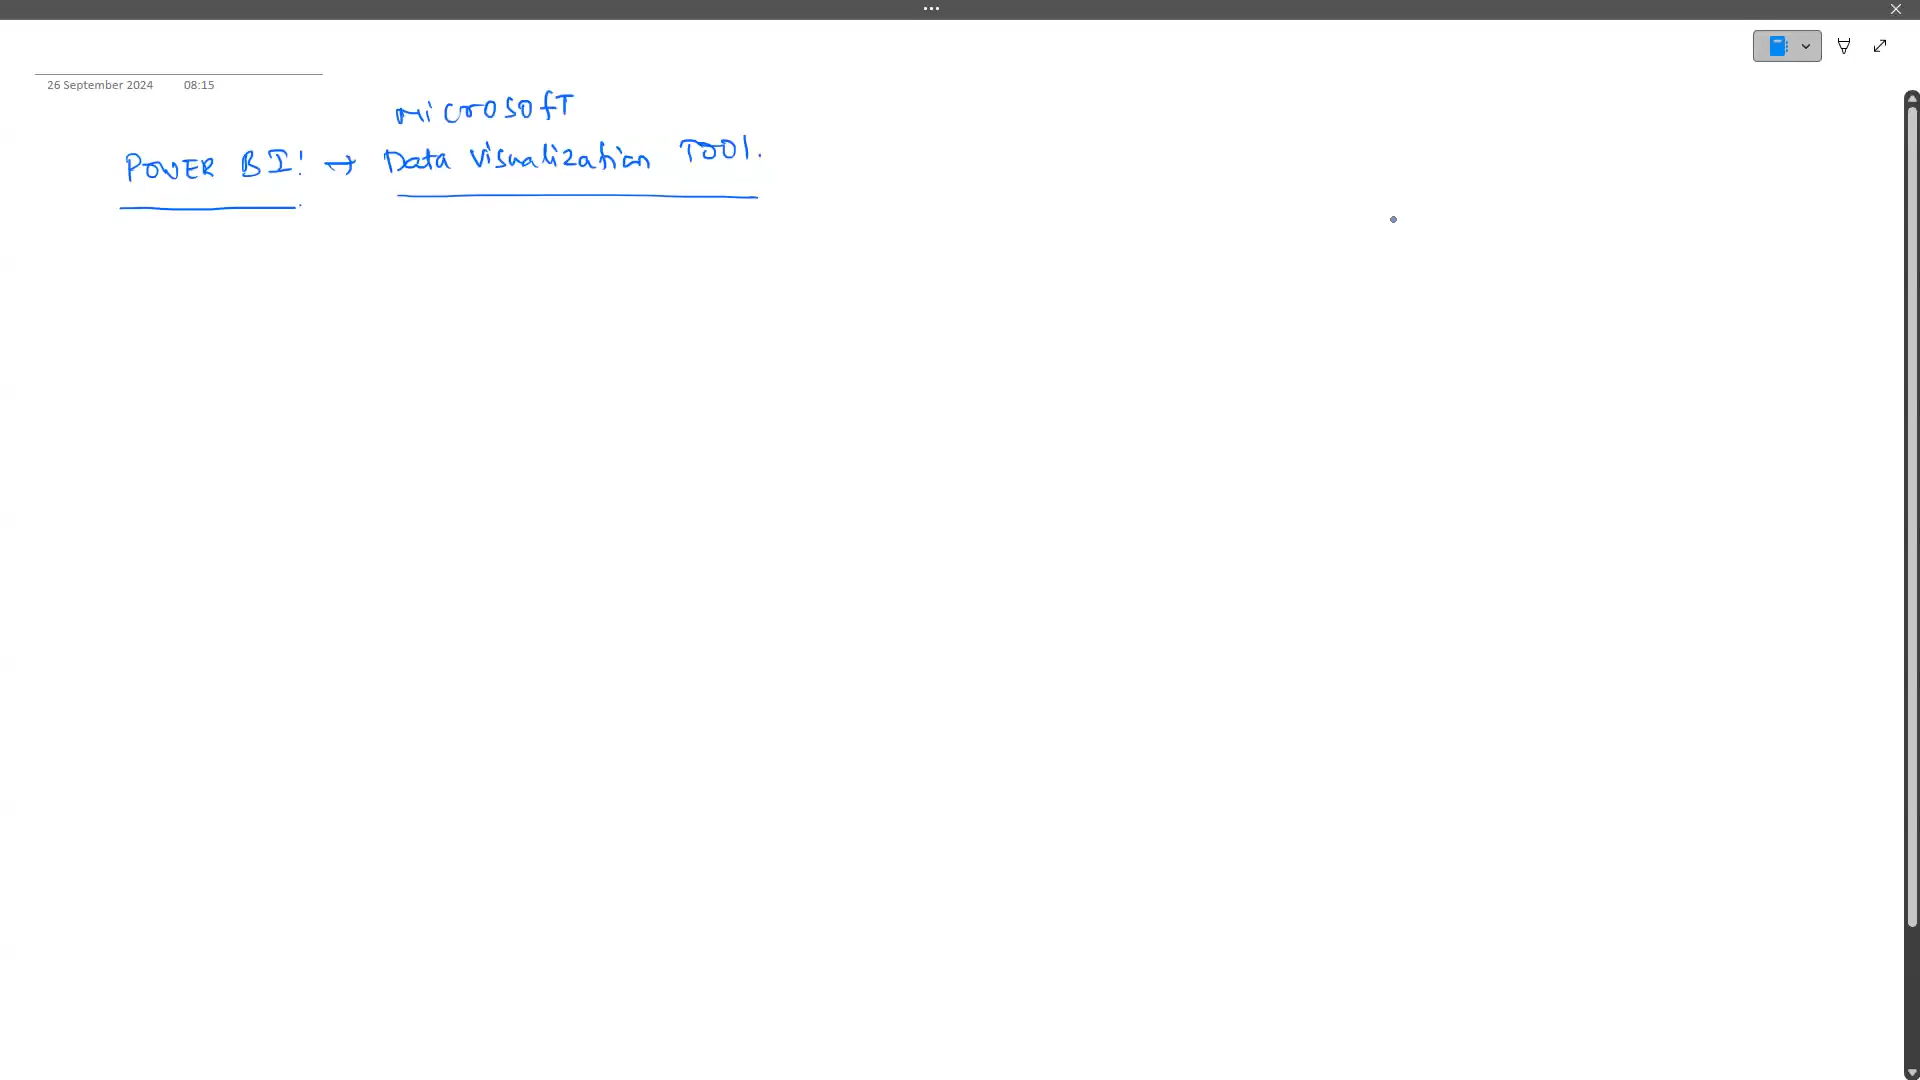 26 September 2024 08:15
Microsoft
POWER BI! → Data Visualization Tool.